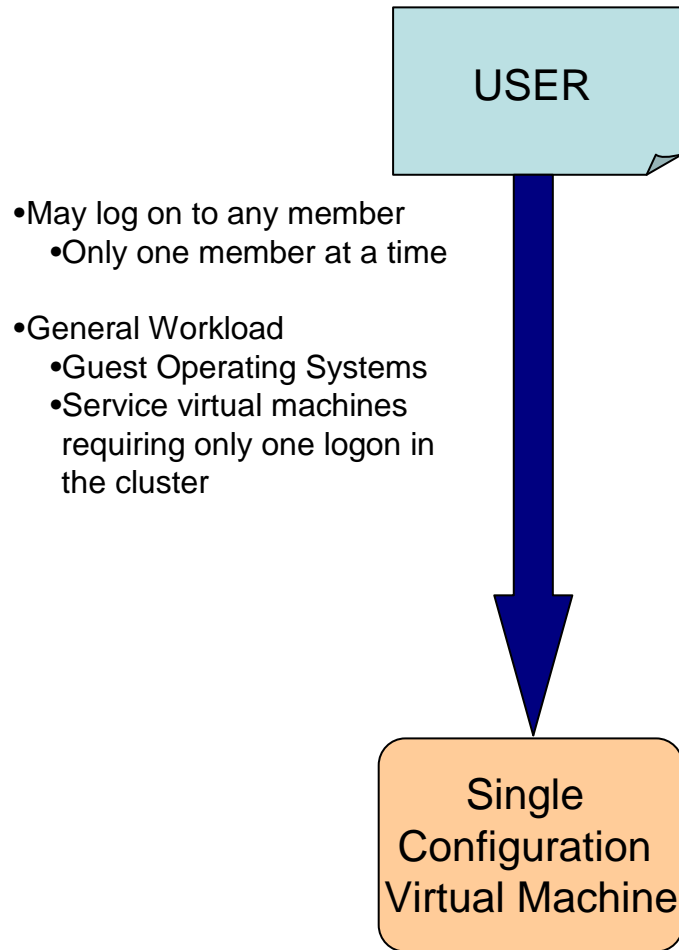 USER
•May log on to any member
•Only one member at a time
•General Workload
•Guest Operating Systems
•Service virtual machines
requiring only one logon in
the cluster
Single
Configuration
Virtual Machine